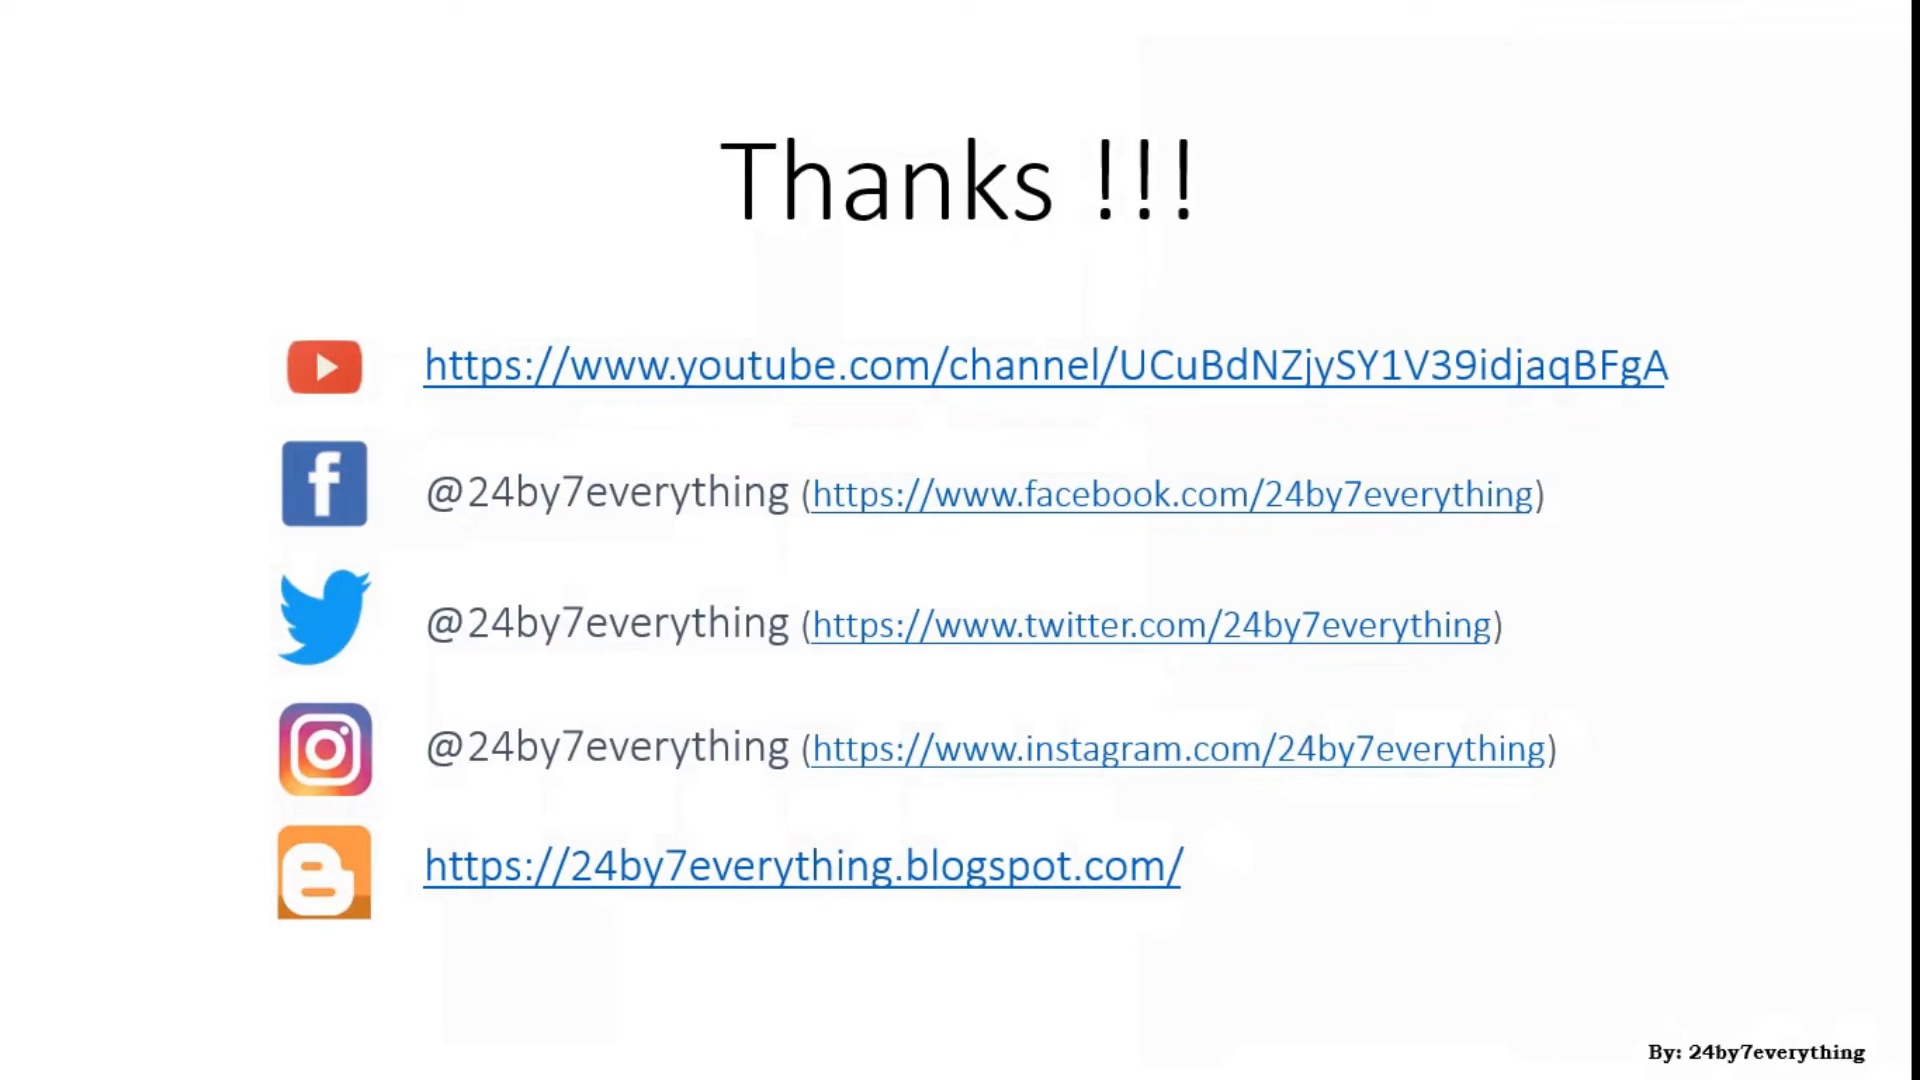 Thanks !!!
https://www.youtube.com/channel/UCuBdNZjySY1V39idjaqBFgA
@24by7everything (https://www.facebook.com/24by7everything)
@24by7everything (https://www.twitter.com/24by7everything)
@24by7everything (https://www.instagram.com/24by7everything)
https://24by7everything.blogspot.com/
By: 24by7everything